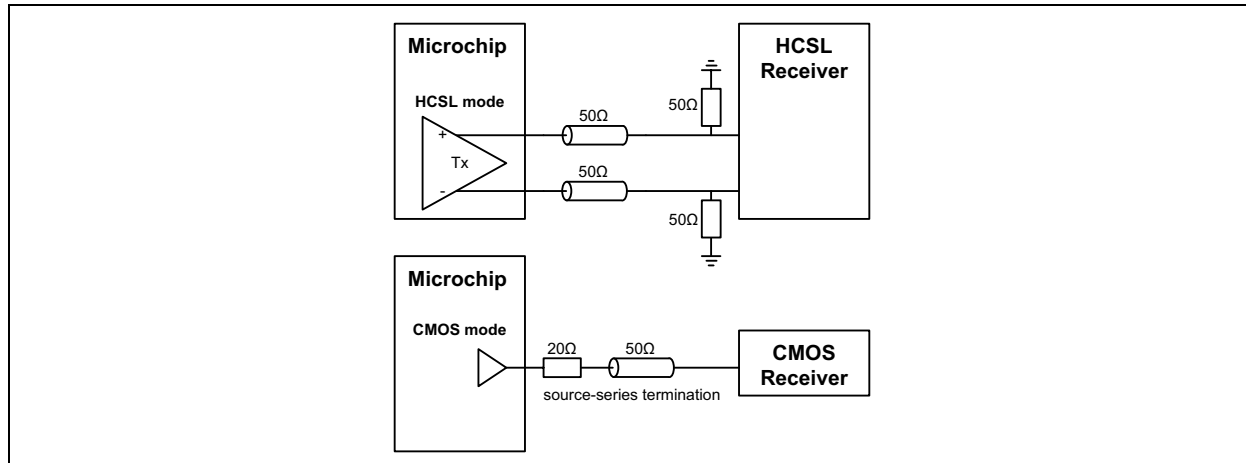 Microchip
HCSL mode
+
Tx
-
50Ω
50Ω
50Ω
50Ω
HCSL
Receiver
Microchip
CMOS mode
20Ω
50Ω
source-series termination
CMOS
Receiver